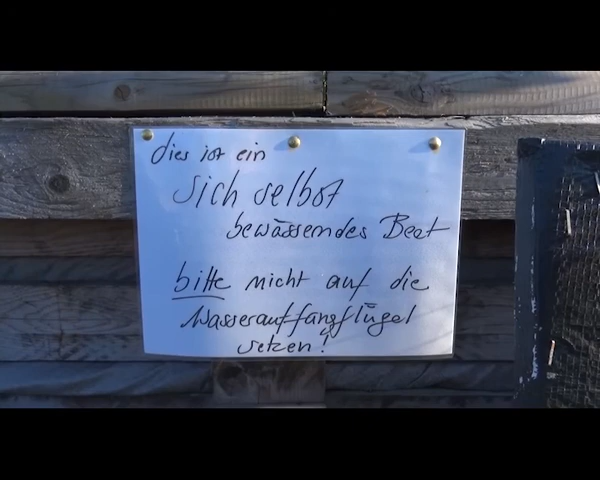 dies ist ein
sich selbst
bewässerndes Beet
bitte nicht auf die
Wasserauffangflügel
setzen!